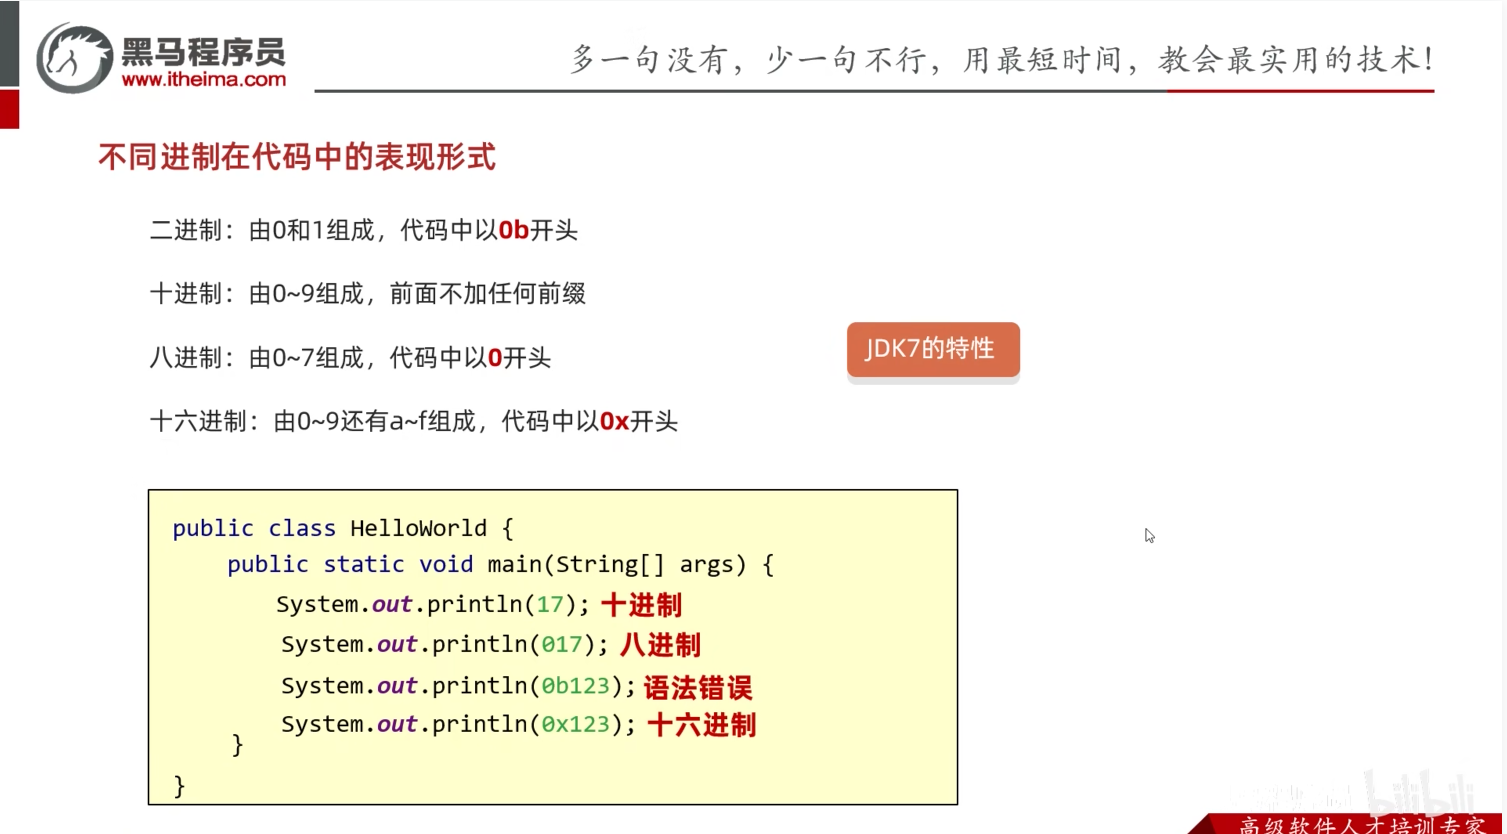 黑马程序员
www.itheima.com
多一句没有，少一句不行，用最短时间，教会最实用的技术！
不同进制在代码中的表现形式
二进制：由0和1组成，代码中以0b开头
十进制：由0~9组成，前面不加任何前缀
八进制：由0~7组成，代码中以0开头
JDK7的特性
十六进制：由0~9还有a~f组成，代码中以0x开头
public class HelloWorld {
public static void main(String[] args) {
System.out.println(17); 十进制
System.out.println(017); 八进制
System.out.println(0b123); 语法错误
System.out.println(0x123); 十六进制
}
}
bilibili
高级软件人才培训专家